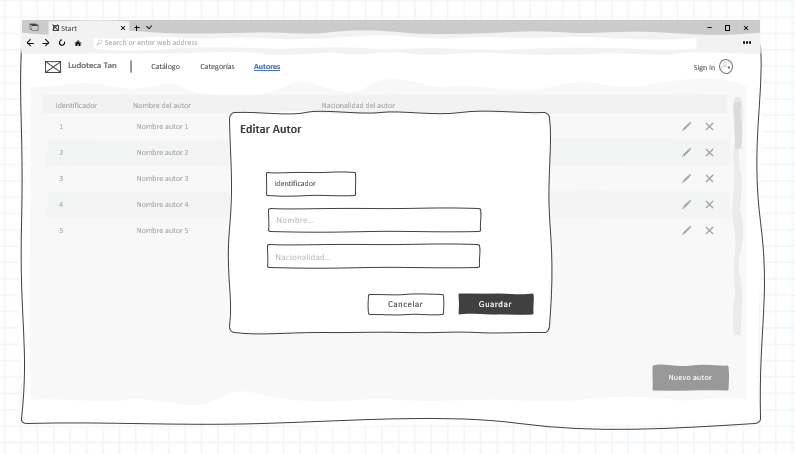 Start
Search or enter web address
Ludoteca Tan | Catálogo Categorías Autores Sign in
Identificador Nombre del autor Nacionalidad del autor
1 Nombre autor 1
2 Nombre autor 2
3 Nombre autor 3
4 Nombre autor 4
5 Nombre autor 5
Editar Autor
Identificador
Nombre...
Nacionalidad...
Cancelar Guardar
Nuevo autor